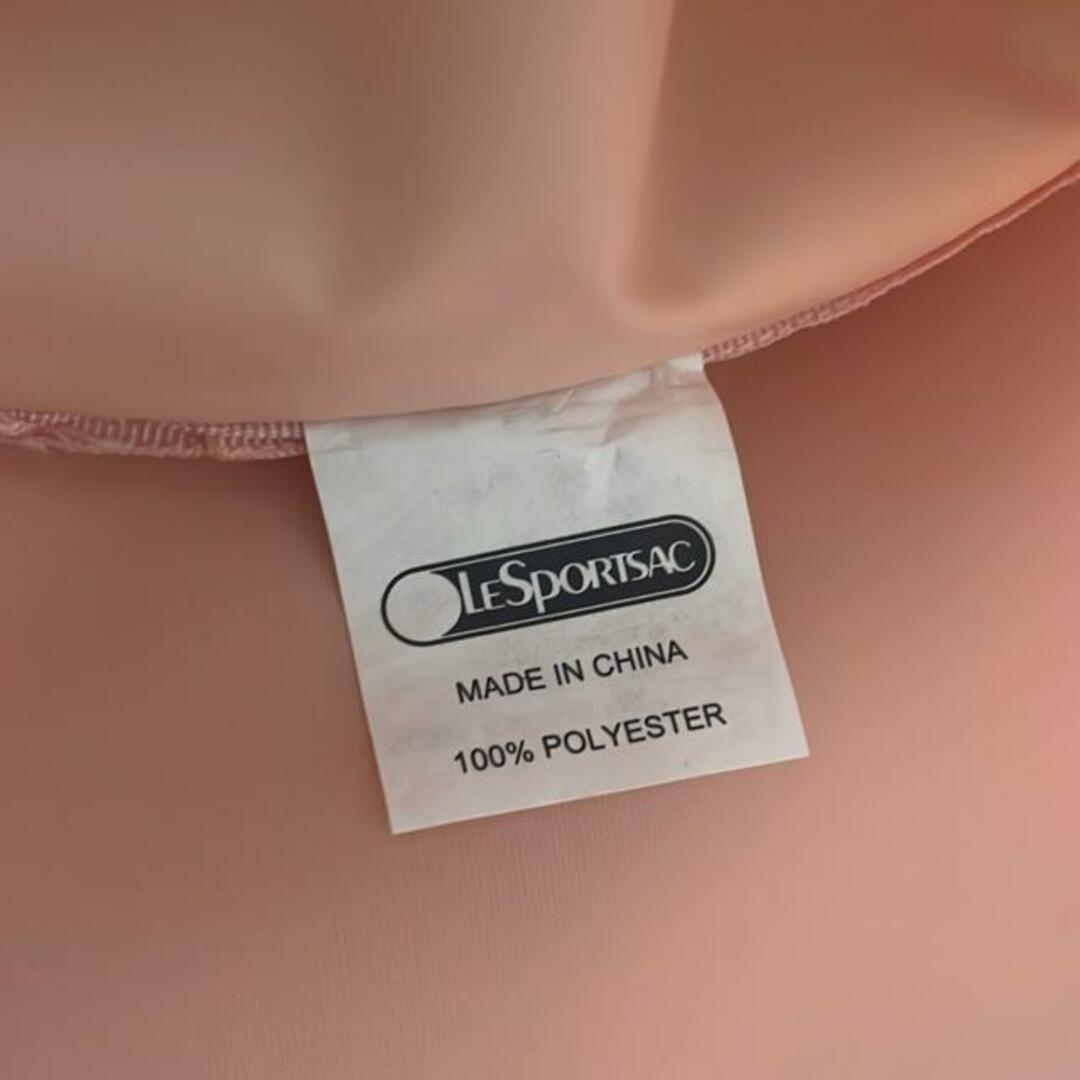 LESPORTSAC
MADE IN CHINA
100% POLYESTER